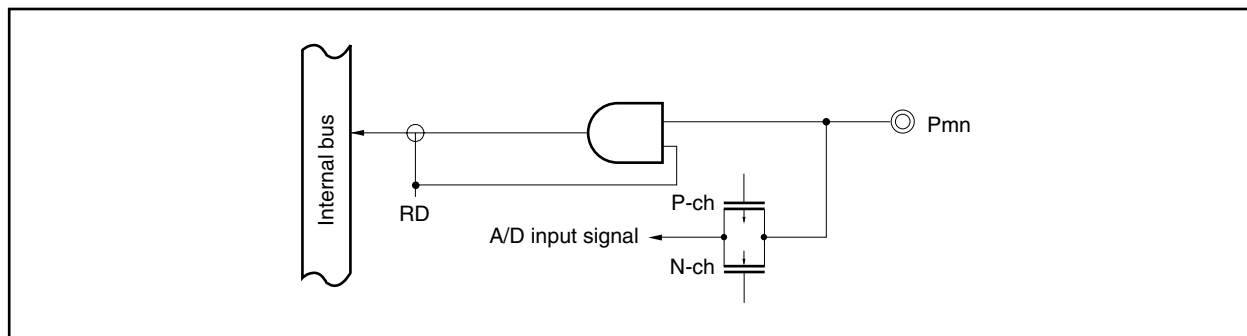 Internal bus
Pmn
RD
P-ch
A/D input signal
N-ch